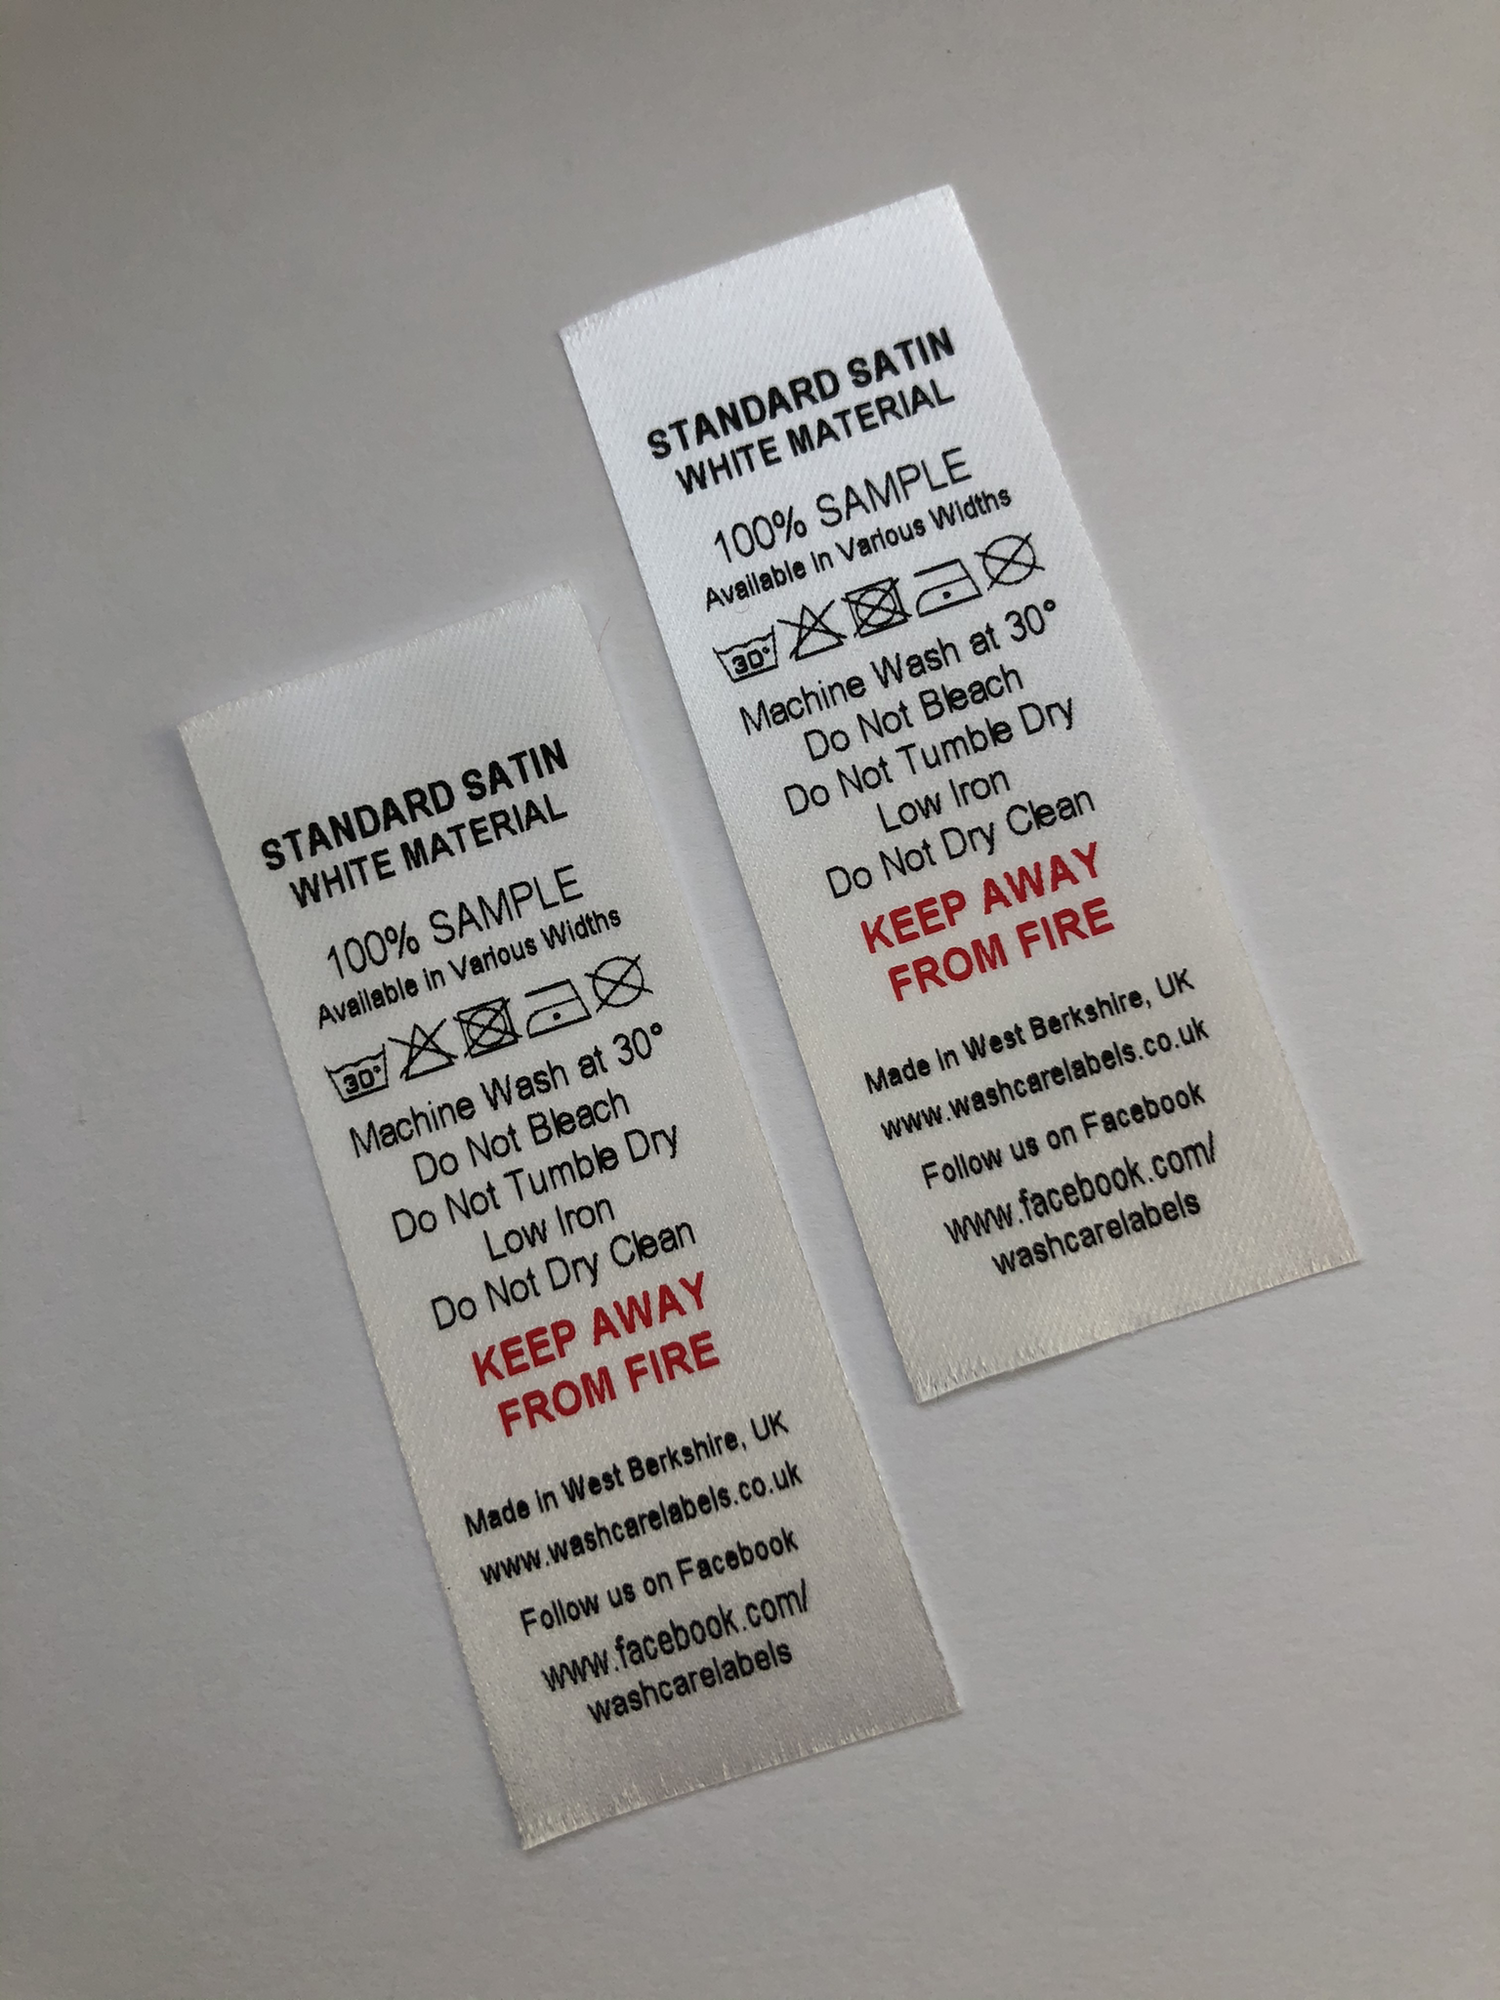 STANDARD SATIN
WHITE MATERIAL
100% SAMPLE
Available in Various Widths
30°
Machine Wash at 30°
Do Not Bleach
Do Not Tumble Dry
Low Iron
Do Not Dry Clean
KEEP AWAY
FROM FIRE
Made in West Berkshire, UK
www.washcarelabels.co.uk
Follow us on Facebook
www.facebook.com/
washcarelabels
STANDARD SATIN
WHITE MATERIAL
100% SAMPLE
Available in Various Widths
30°
Machine Wash at 30°
Do Not Bleach
Do Not Tumble Dry
Low Iron
Do Not Dry Clean
KEEP AWAY
FROM FIRE
Made in West Berkshire, UK
www.washcarelabels.co.uk
Follow us on Facebook
www.facebook.com/
washcarelabels